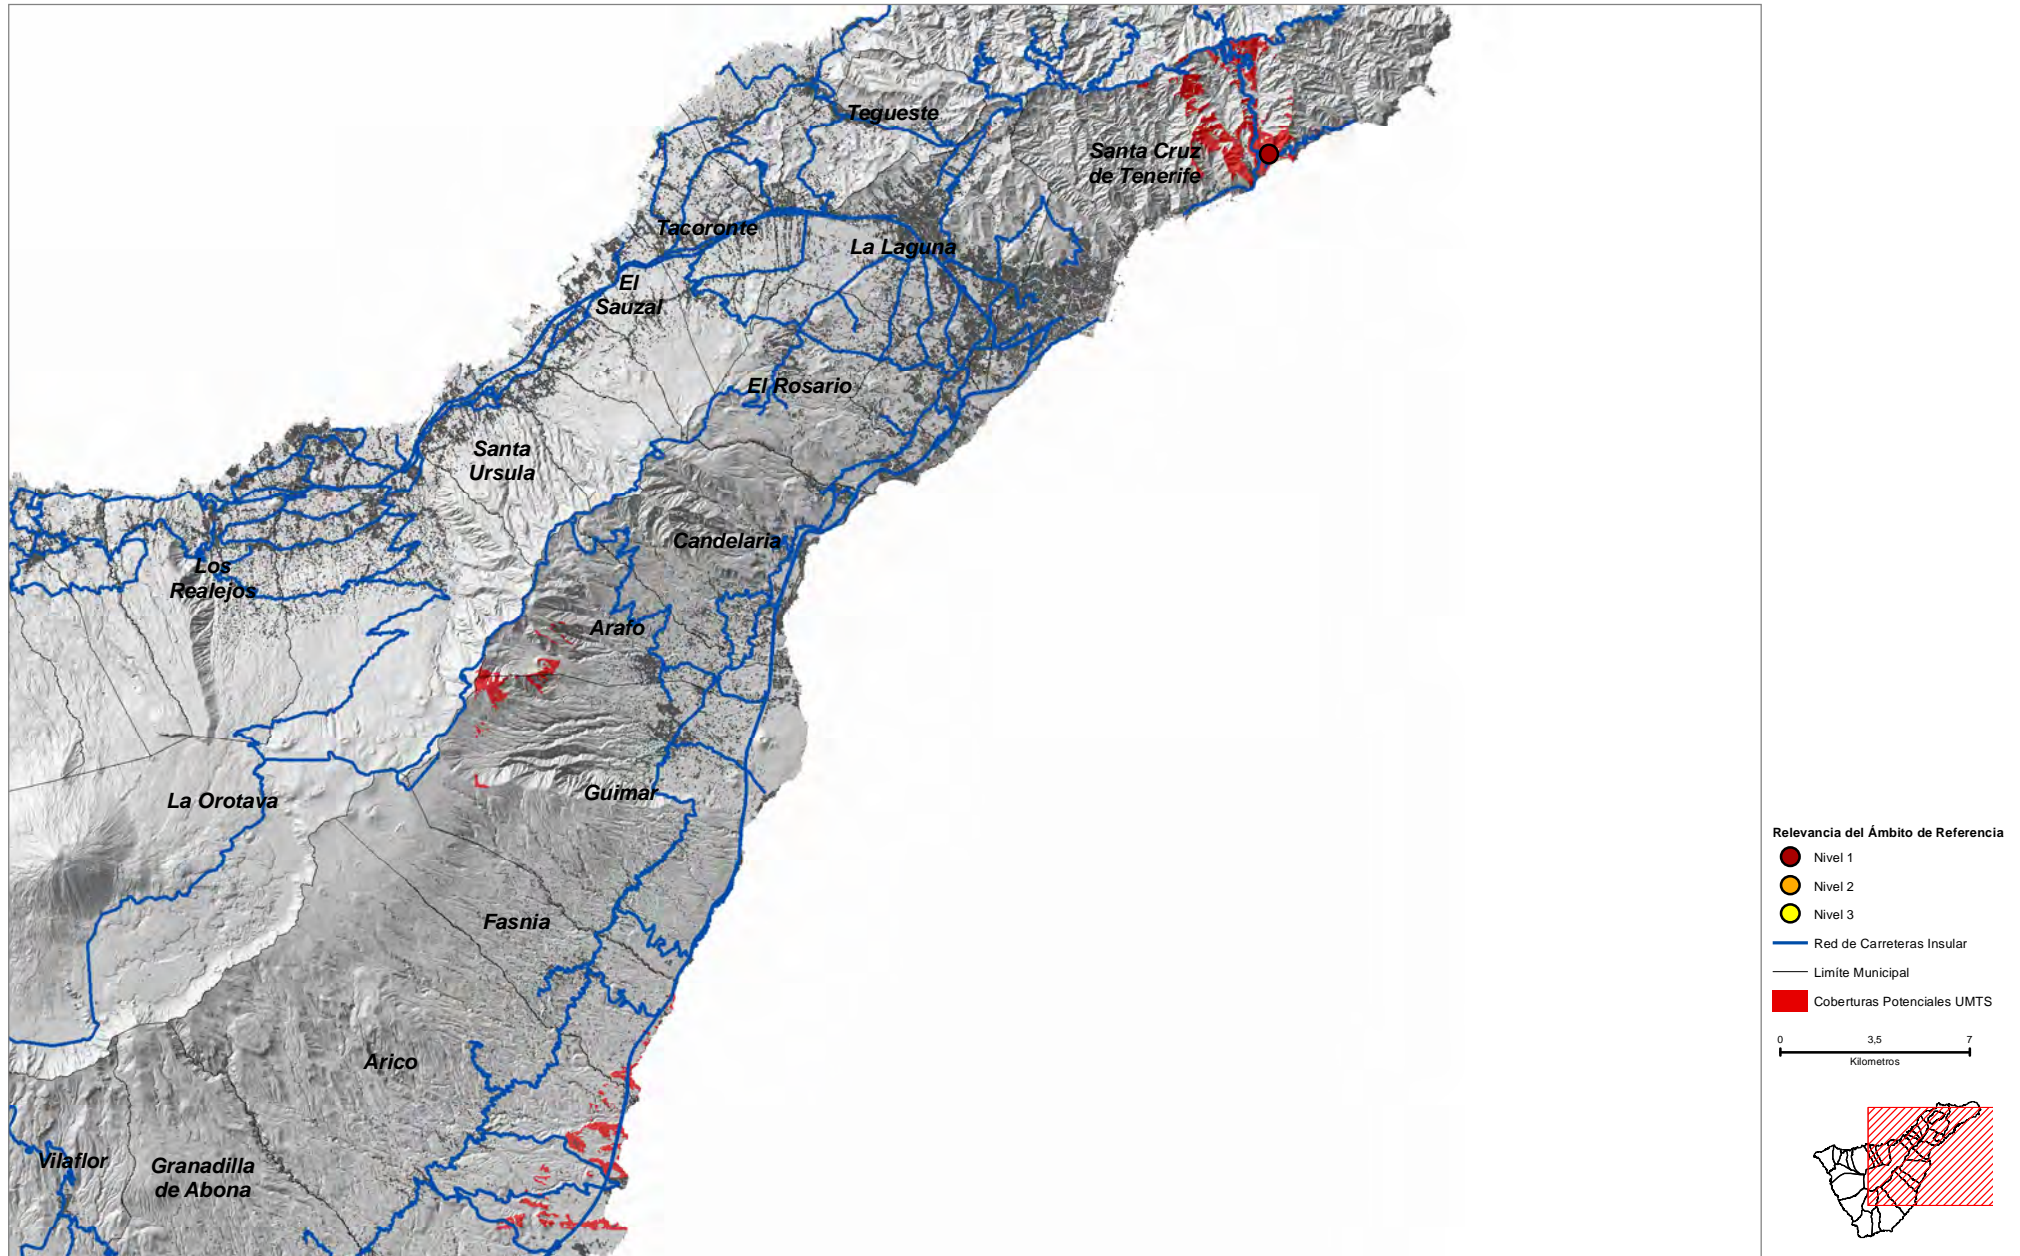 Tegueste
Santa Cruz
de Tenerife
Tacoronte
La Laguna
El
Sauzal
El Rosario
Santa
Ursula
Candelaria
Los
Realejos
Arafo
La Orotava
Guimar
Fasnia
Arico
Vilaflor
Granadilla
de Abona
Relevancia del Ámbito de Referencia
Nivel 1
Nivel 2
Nivel 3
Red de Carreteras Insular
Limíte Municipal
Coberturas Potenciales UMTS
0 3,5 7
Kilometros